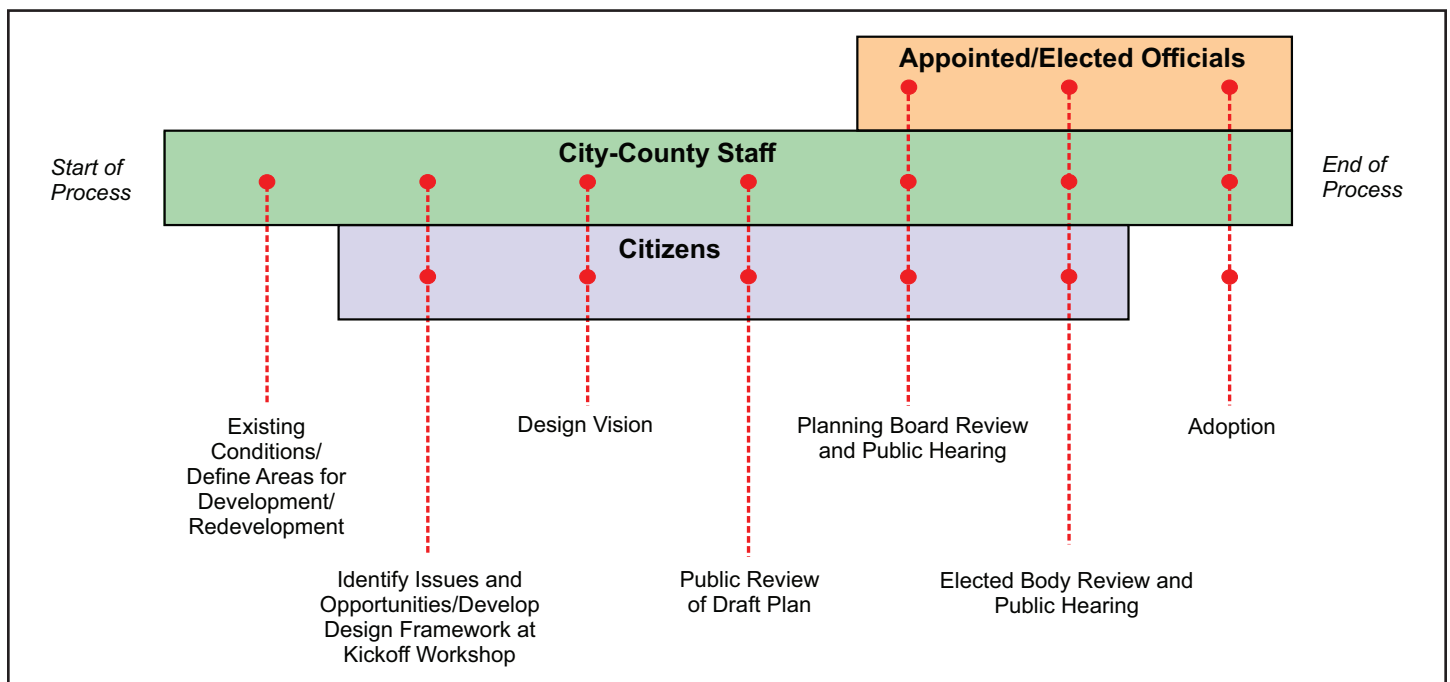 Appointed/Elected Officials
City-County Staff
Start of
Process
End of
Process
Citizens
Existing
Conditions/
Define Areas for
Development/
Redevelopment
Design Vision
Planning Board Review
and Public Hearing
Adoption
Identify Issues and
Opportunities/Develop
Design Framework at
Kickoff Workshop
Public Review
of Draft Plan
Elected Body Review and
Public Hearing